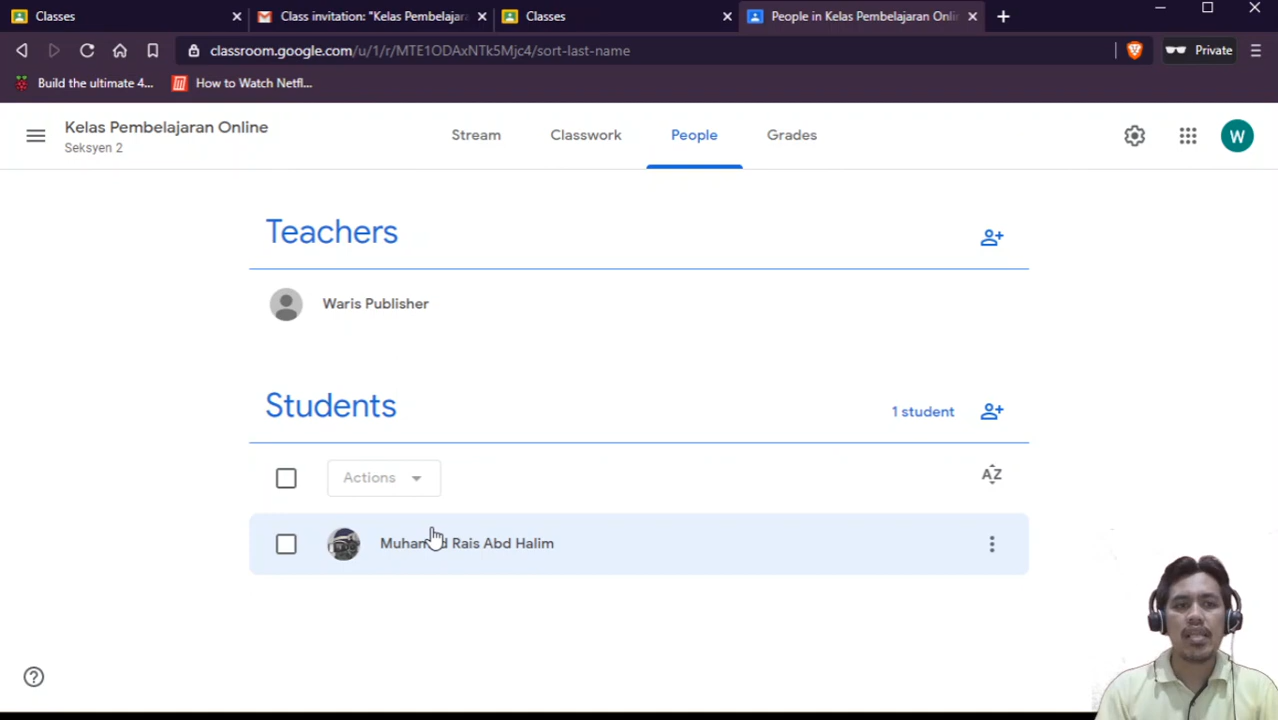 Classes
Class invitation: "Kelas Pembelajara
Classes
People in Kelas Pembelajaran Onli
classroom.google.com/u/1/r/MTE1ODAxNTk5Mjc4/sort-last-name
Private
Build the ultimate 4...
How to Watch Netfl...
Kelas Pembelajaran Online
Seksyen 2
Stream
Classwork
People
Grades
W
Teachers
Waris Publisher
Students
1 student
Actions
AZ
Muhamad Rais Abd Halim